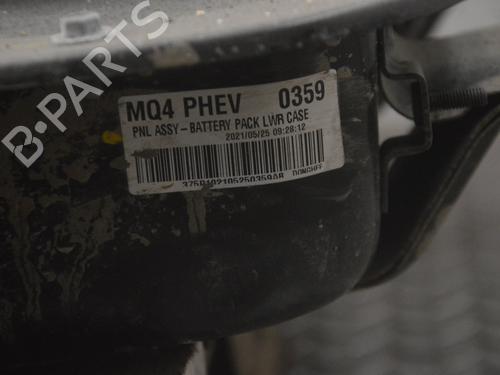 B-PARTS
MQ4 PHEV 0359
PNL ASSY-BATTERY PACK LWR CASE
2021/05/25 09:28:12